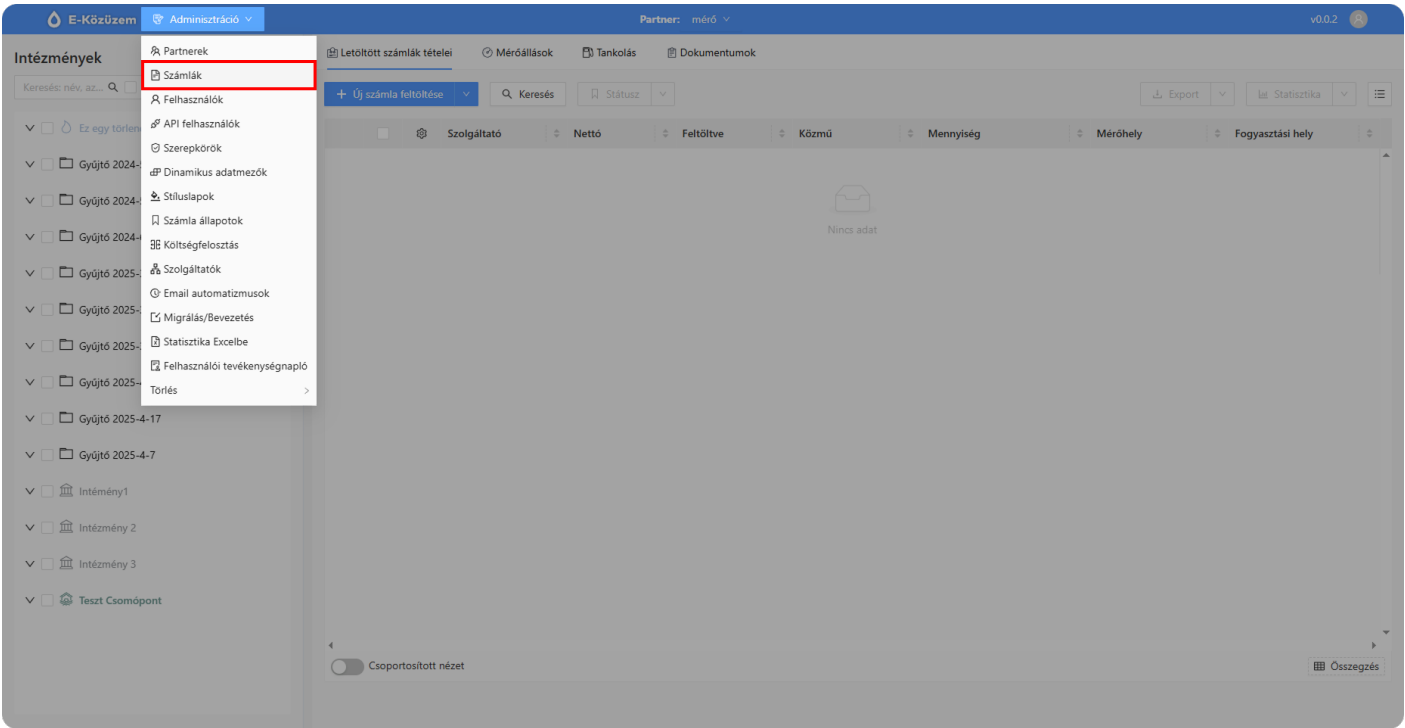 E-Közüzem
Adminisztráció
Partner: mérő
v0.0.2
Intézmények
Keresés: név, az...
Ez egy törlen
Gyűjtő 2024-
Gyűjtő 2024-
Gyűjtő 2024-
Gyűjtő 2025-
Gyűjtő 2025-
Gyűjtő 2025-
Gyűjtő 2025-
Gyűjtő 2025-4-17
Gyűjtő 2025-4-7
Intémény1
Intézmény 2
Intézmény 3
Teszt Csomópont
Partnerek
Számlák
Felhasználók
API felhasználók
Szerepkörök
Dinamikus adatmezők
Stíluslapok
Számla állapotok
Költségfelosztás
Szolgáltatók
Email automatizmusok
Migrálás/Bevezetés
Statisztika Excelbe
Felhasználói tevékenységnapló
Törlés
Letöltött számlák tételei Mérőállások Tankolás Dokumentumok
+ Új számla feltöltése Keresés Státusz Export Statisztika
Szolgáltató Nettó Feltöltve Közmű Mennyiség Mérőhely Fogyasztási hely
Nincs adat
Csoportosított nézet
Összegzés